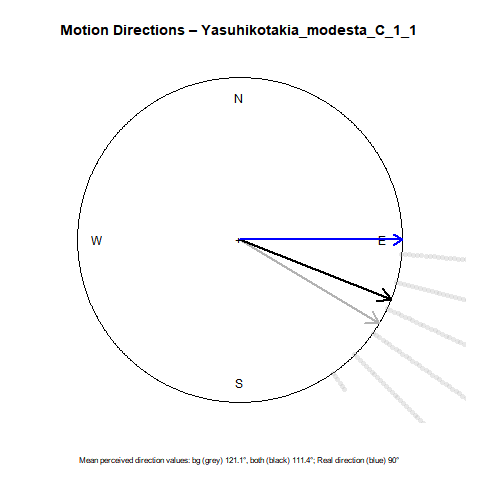 Motion Directions – Yasuhikotakia_modesta_C_1_1
N
W
E
S
Mean perceived direction values: bg (grey) 121.1°, both (black) 111.4°; Real direction (blue) 90°